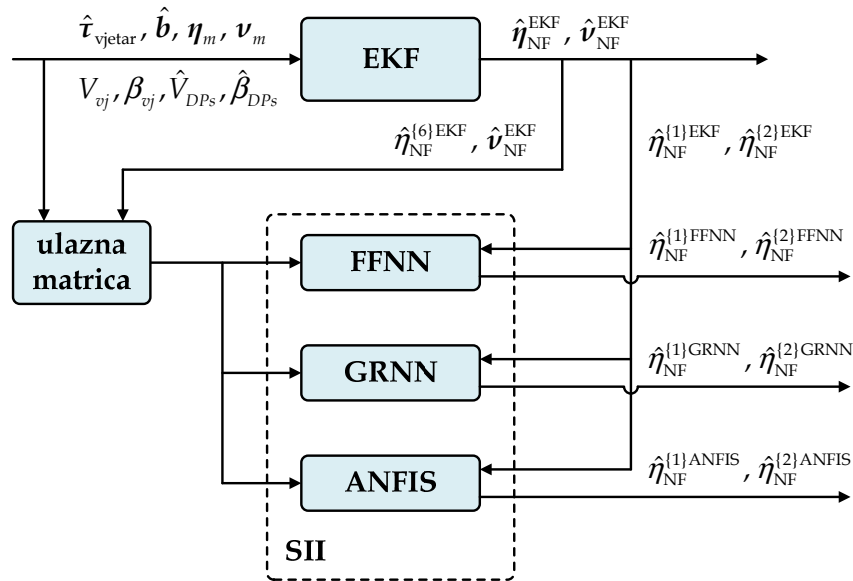 τ̂_vjetar, b̂, η_m, ν_m
EKF
η̂_NF^EKF, ν̂_NF^EKF
V_vj, β_vj, V̂_DPs, β̂_DPs
η̂_NF^{6}EKF, ν̂_NF^EKF
η̂_NF^{1}EKF, η̂_NF^{2}EKF
ulazna
matrica
FFNN
η̂_NF^{1}FFNN, η̂_NF^{2}FFNN
GRNN
η̂_NF^{1}GRNN, η̂_NF^{2}GRNN
ANFIS
η̂_NF^{1}ANFIS, η̂_NF^{2}ANFIS
SII